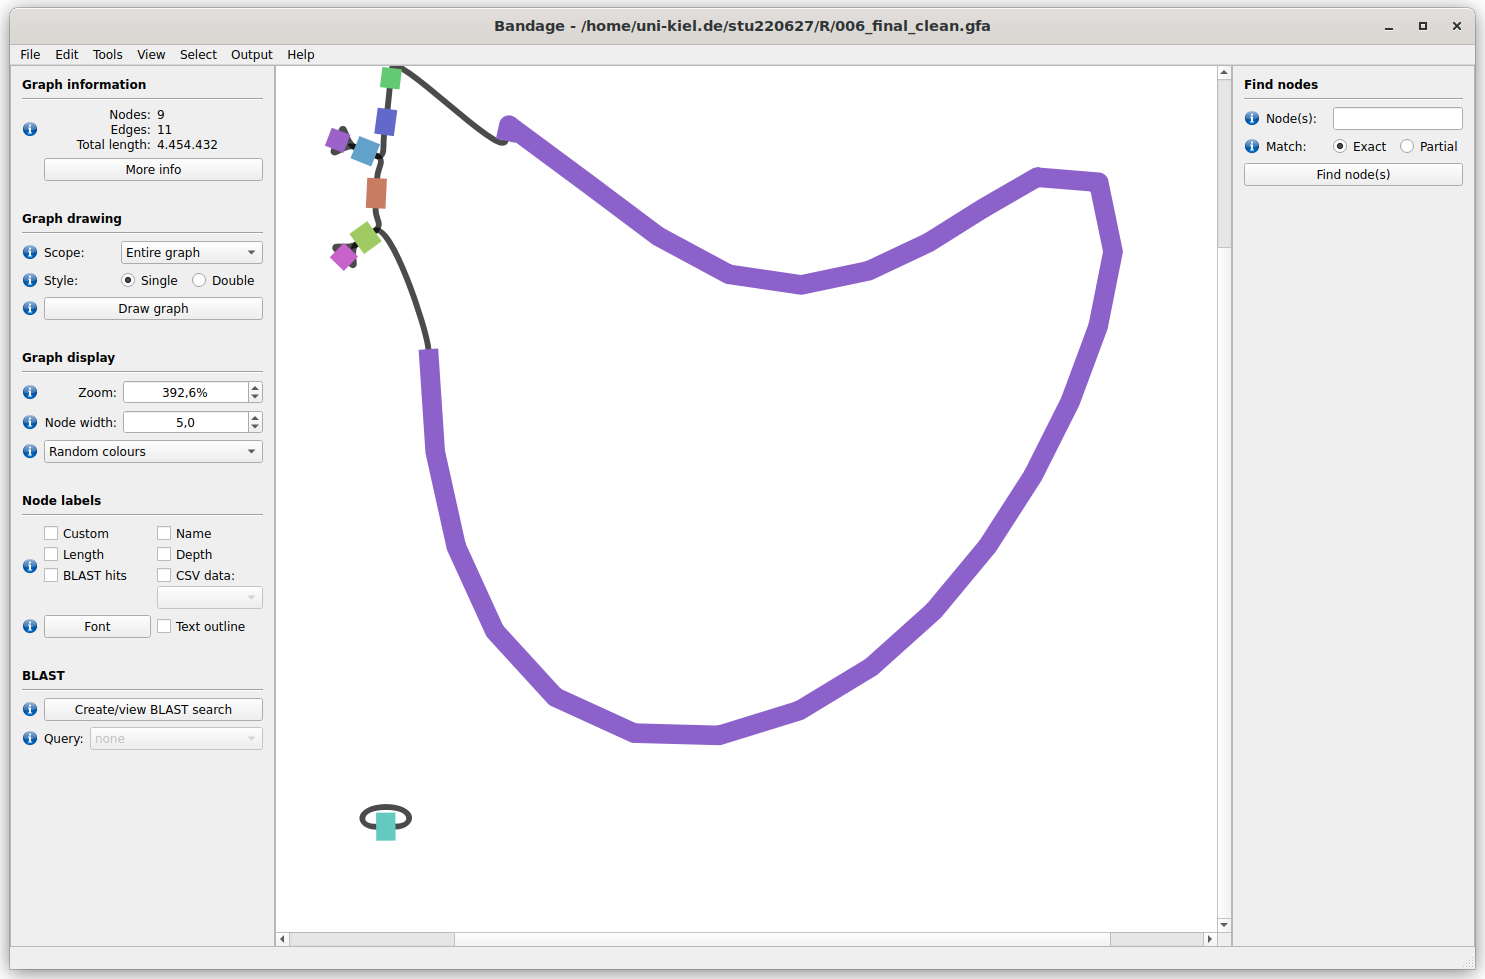 Bandage - /home/uni-kiel.de/stu220627/R/006_final_clean.gfa
File Edit Tools View Select Output Help
Graph information
Nodes: 9
Edges: 11
Total length: 4.454.432
More info
Graph drawing
Scope: Entire graph
Style: Single Double
Draw graph
Graph display
Zoom: 392,6%
Node width: 5,0
Random colours
Node labels
Custom Name
Length Depth
BLAST hits CSV data:
Font Text outline
BLAST
Create/view BLAST search
Query: none
Find nodes
Node(s):
Match: Exact Partial
Find node(s)